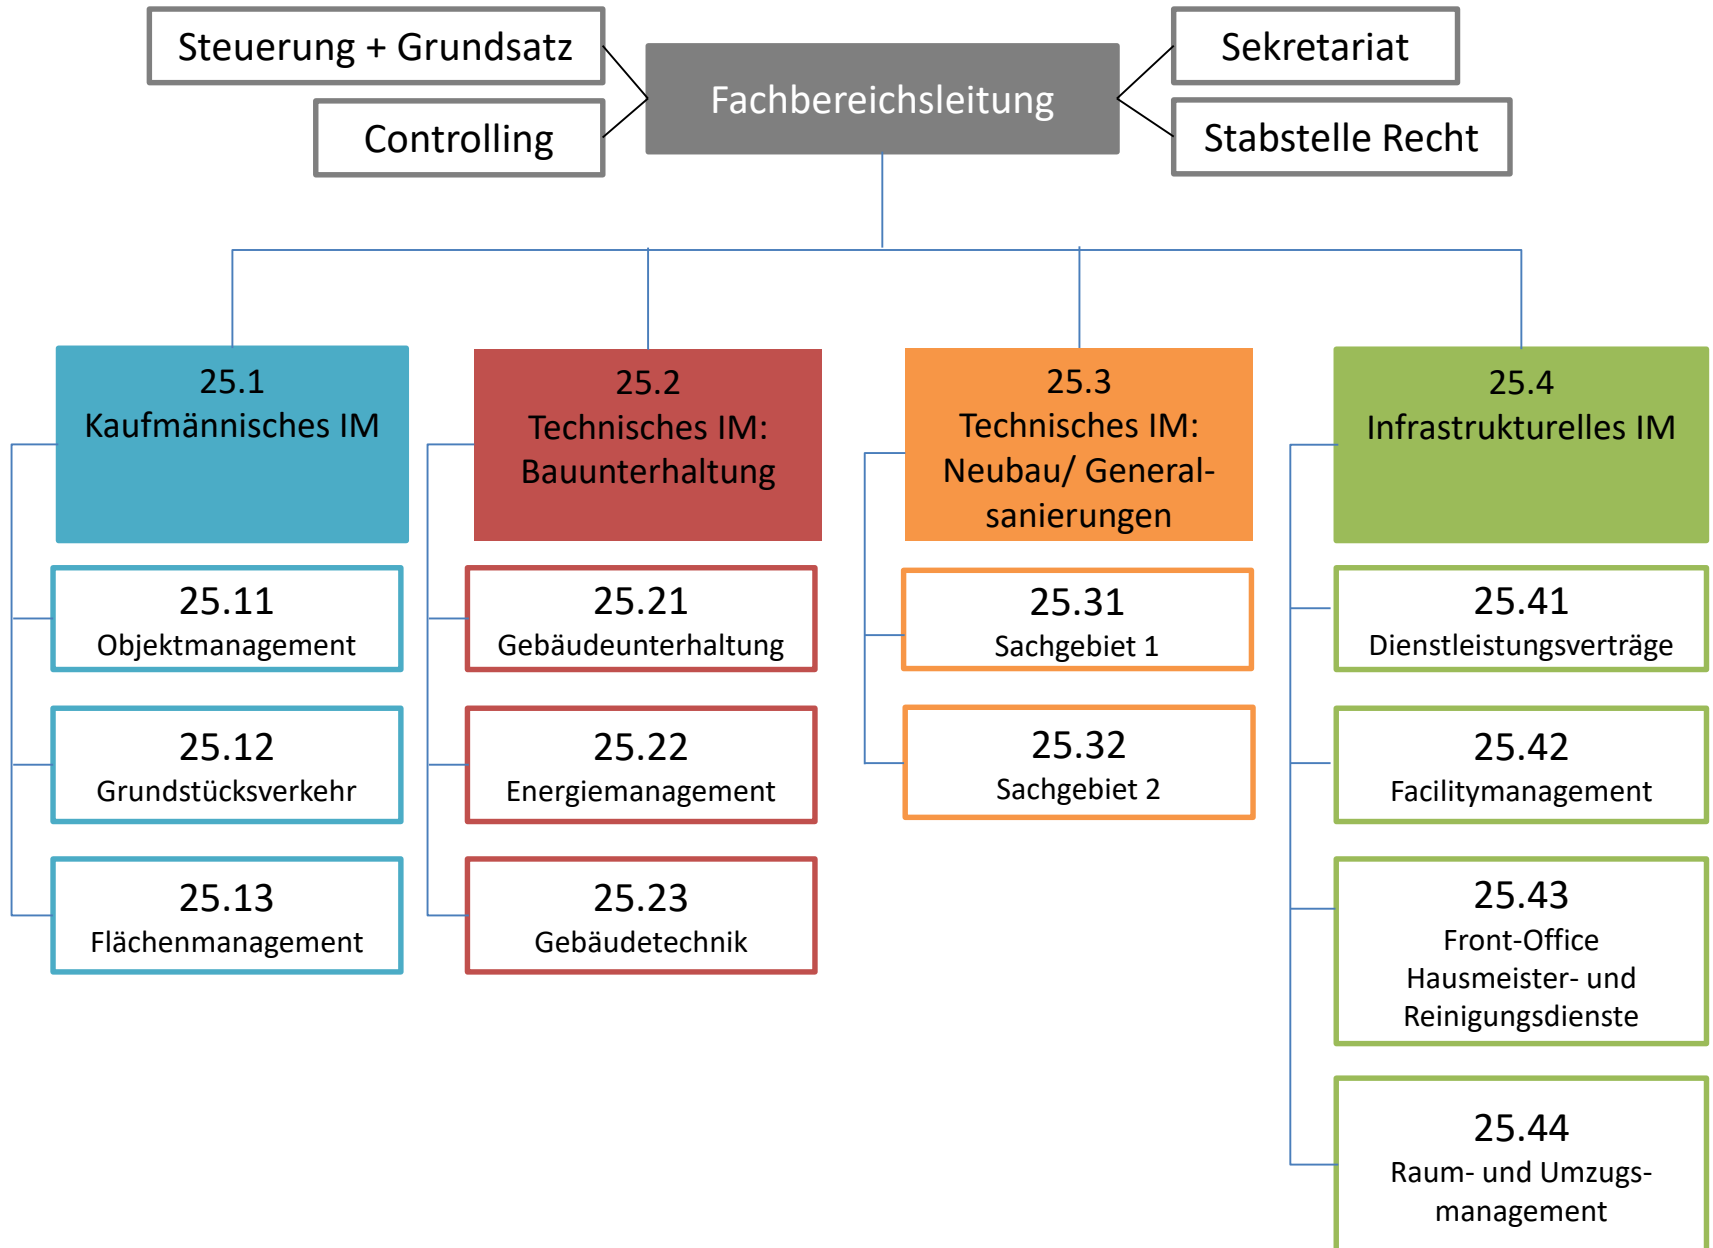 Steuerung + Grundsatz
Controlling
Fachbereichsleitung
Sekretariat
Stabstelle Recht
25.1
Kaufmännisches IM
25.11
Objektmanagement
25.12
Grundstücksverkehr
25.13
Flächenmanagement
25.2
Technisches IM:
Bauunterhaltung
25.21
Gebäudeunterhaltung
25.22
Energiemanagement
25.23
Gebäudetechnik
25.3
Technisches IM:
Neubau/ General-
sanierungen
25.31
Sachgebiet 1
25.32
Sachgebiet 2
25.4
Infrastrukturelles IM
25.41
Dienstleistungsverträge
25.42
Facilitymanagement
25.43
Front-Office
Hausmeister- und
Reinigungsdienste
25.44
Raum- und Umzugs-
management